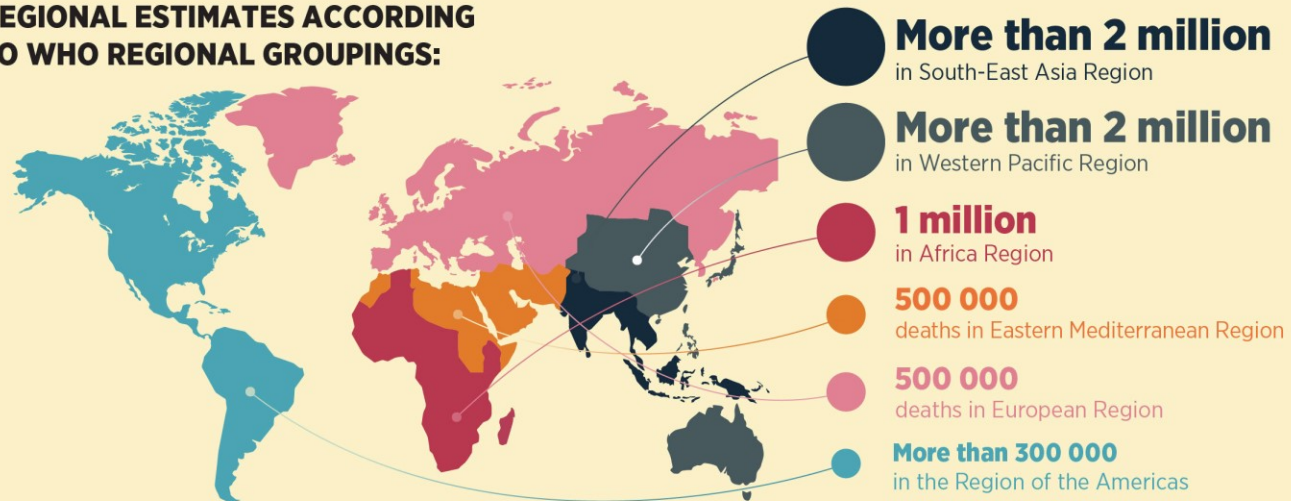 EGIONAL ESTIMATES ACCORDING
O WHO REGIONAL GROUPINGS:
More than 2 million
in South-East Asia Region
More than 2 million
in Western Pacific Region
1 million
in Africa Region
500 000
deaths in Eastern Mediterranean Region
500 000
deaths in European Region
More than 300 000
in the Region of the Americas